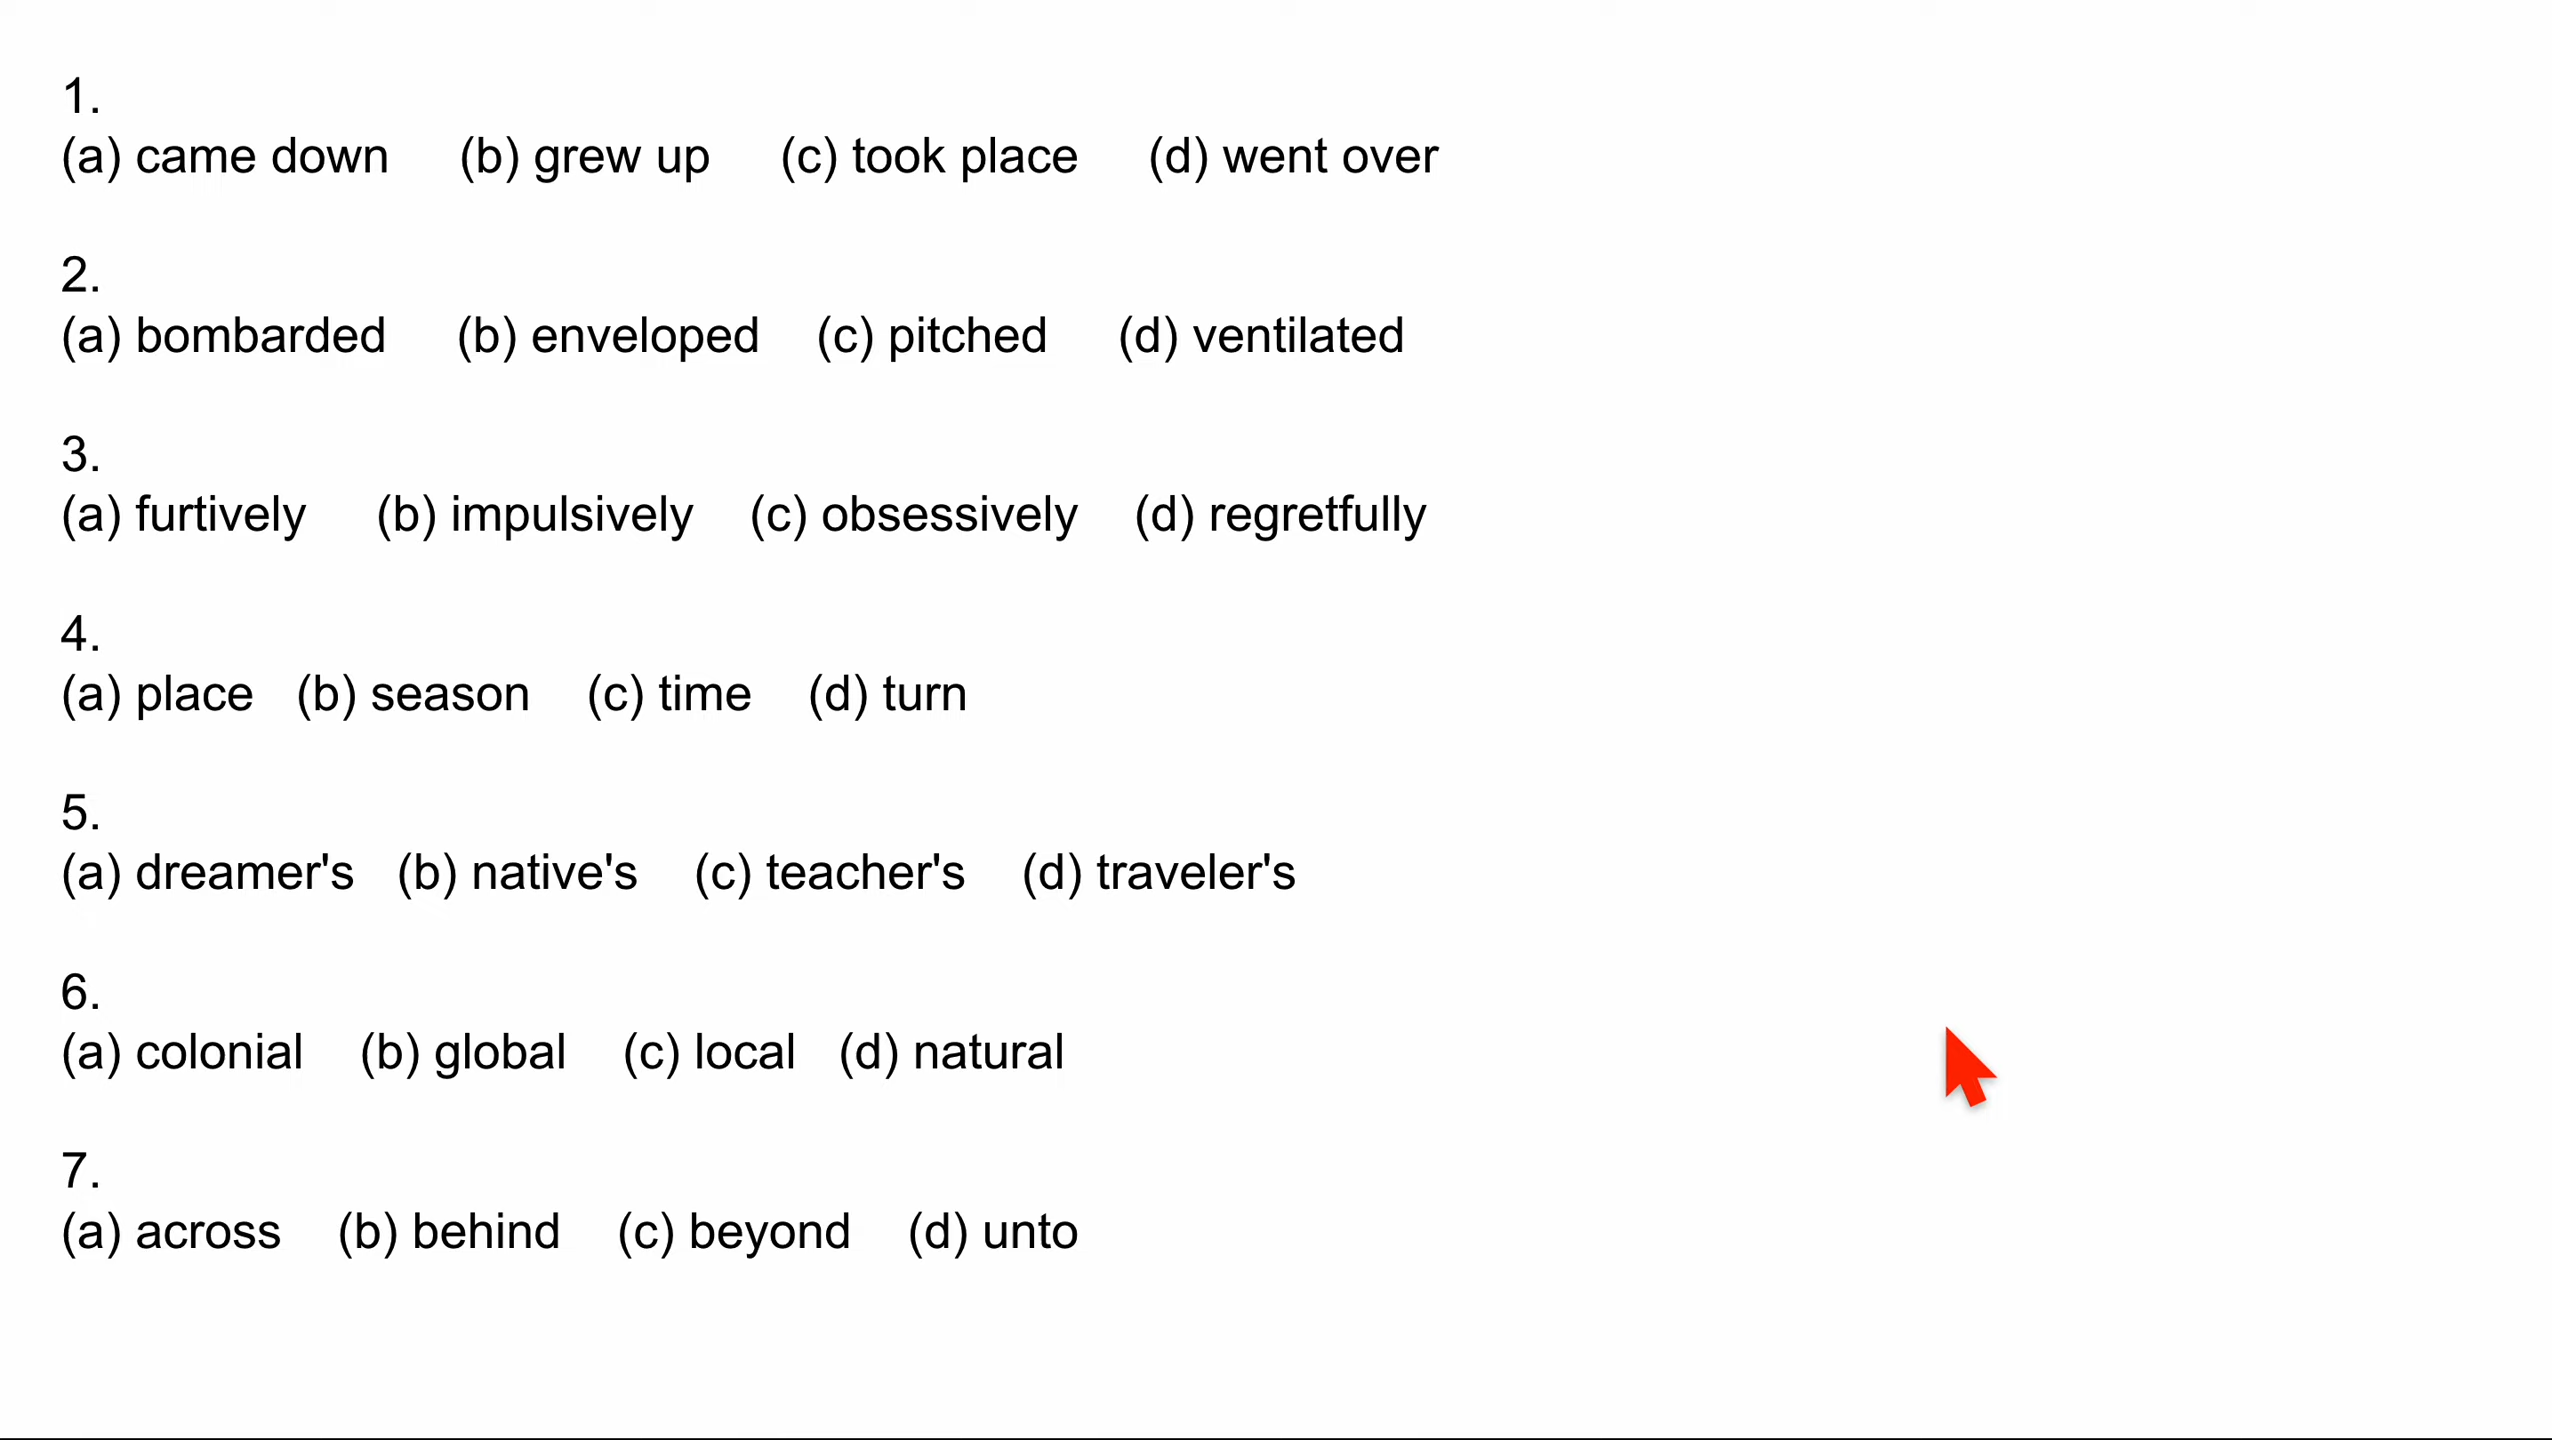 1.
(a) came down (b) grew up (c) took place (d) went over
2.
(a) bombarded (b) enveloped (c) pitched (d) ventilated
3.
(a) furtively (b) impulsively (c) obsessively (d) regretfully
4.
(a) place (b) season (c) time (d) turn
5.
(a) dreamer's (b) native's (c) teacher's (d) traveler's
6.
(a) colonial (b) global (c) local (d) natural
7.
(a) across (b) behind (c) beyond (d) unto